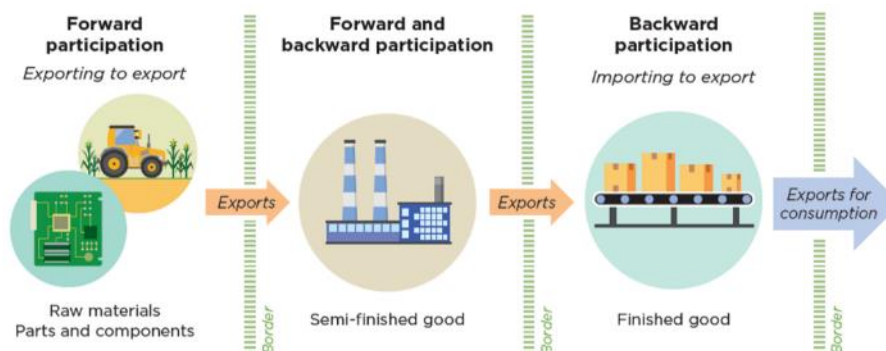 Forward
participation
Exporting to export
Raw materials
Parts and components
Exports
Border
Forward and
backward participation
Semi-finished good
Exports
Border
Backward
participation
Importing to export
Finished good
Exports for
consumption
Border